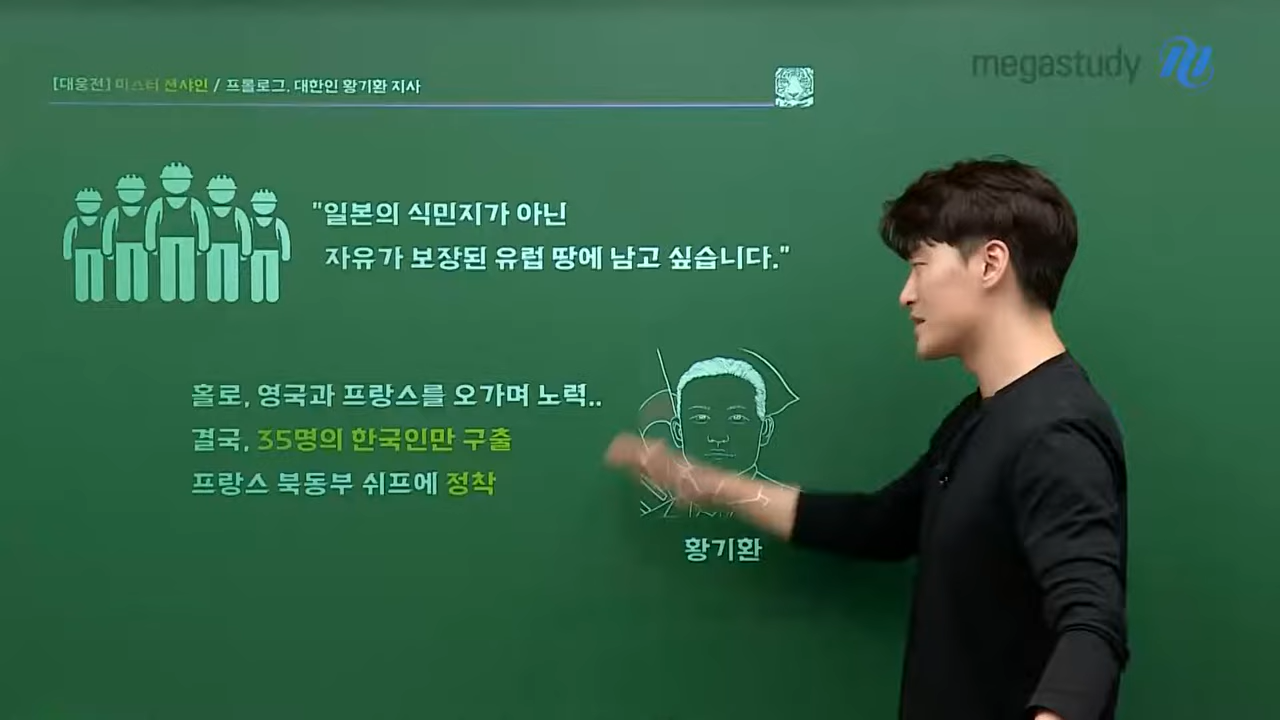 [대웅전] 미스터 션샤인 / 프롤로그. 대한인 황기환 지사
megastudy
"일본의 식민지가 아닌
자유가 보장된 유럽 땅에 남고 싶습니다."
홀로, 영국과 프랑스를 오가며 노력..
결국, 35명의 한국인만 구출
프랑스 북동부 쉬프에 정착
황기환